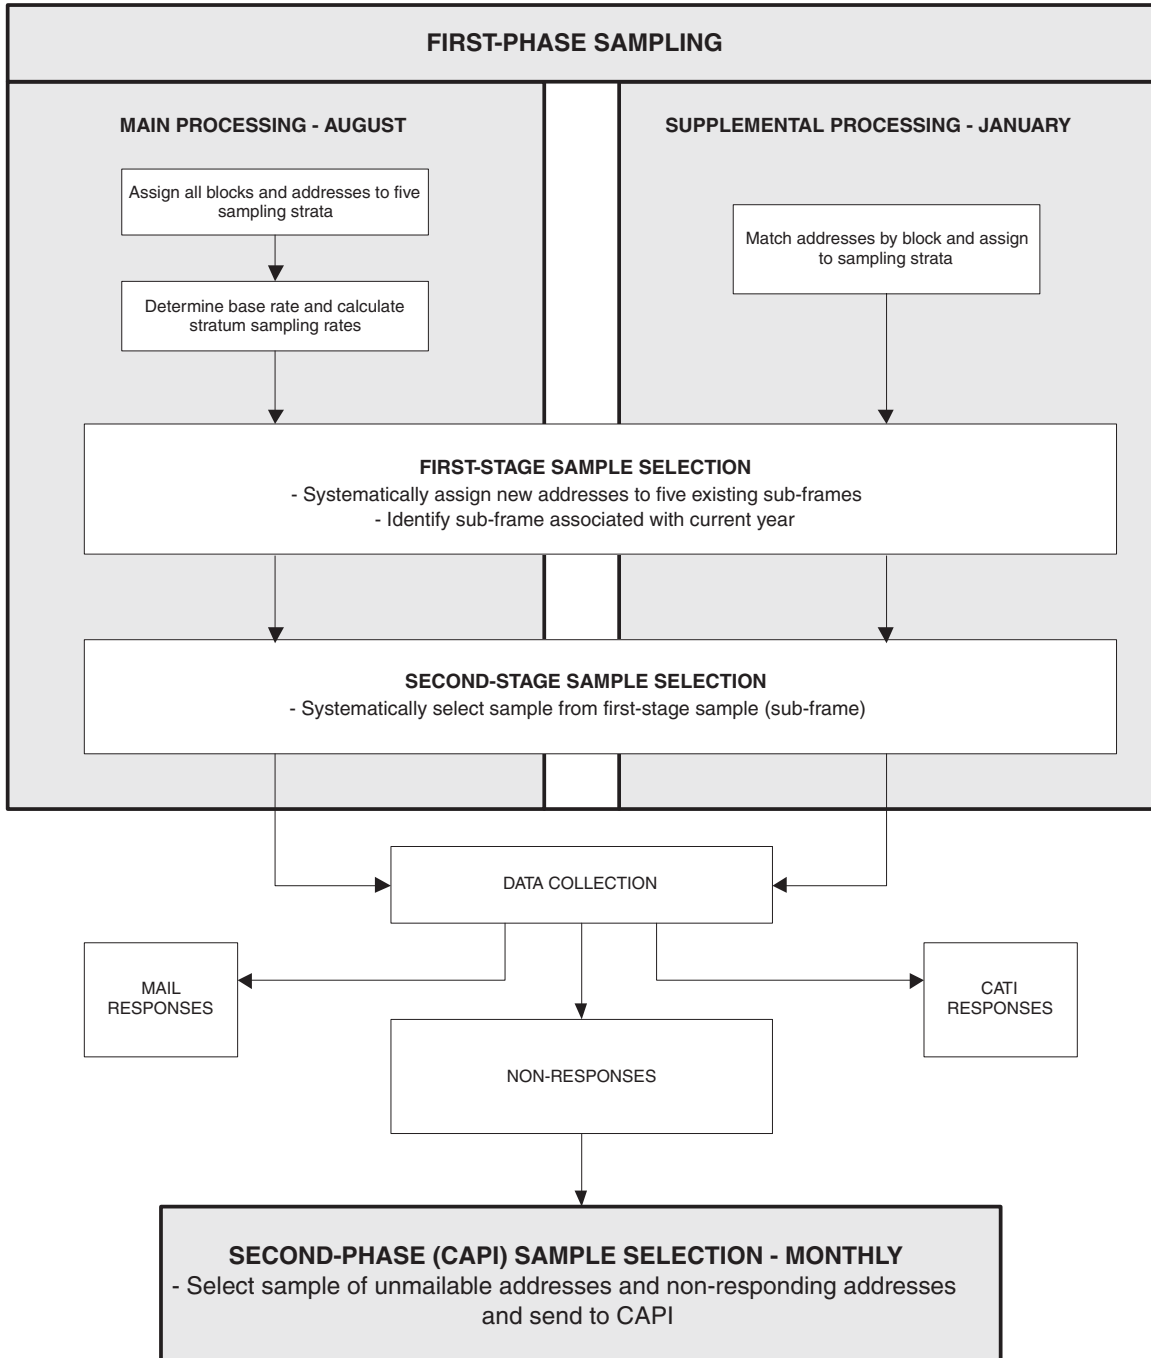 FIRST-PHASE SAMPLING
MAIN PROCESSING - AUGUST
Assign all blocks and addresses to five
sampling strata
Determine base rate and calculate
stratum sampling rates
SUPPLEMENTAL PROCESSING - JANUARY
Match addresses by block and assign
to sampling strata
FIRST-STAGE SAMPLE SELECTION
- Systematically assign new addresses to five existing sub-frames
- Identify sub-frame associated with current year
SECOND-STAGE SAMPLE SELECTION
- Systematically select sample from first-stage sample (sub-frame)
DATA COLLECTION
MAIL
RESPONSES
NON-RESPONSES
CATI
RESPONSES
SECOND-PHASE (CAPI) SAMPLE SELECTION - MONTHLY
- Select sample of unmailable addresses and non-responding addresses
and send to CAPI